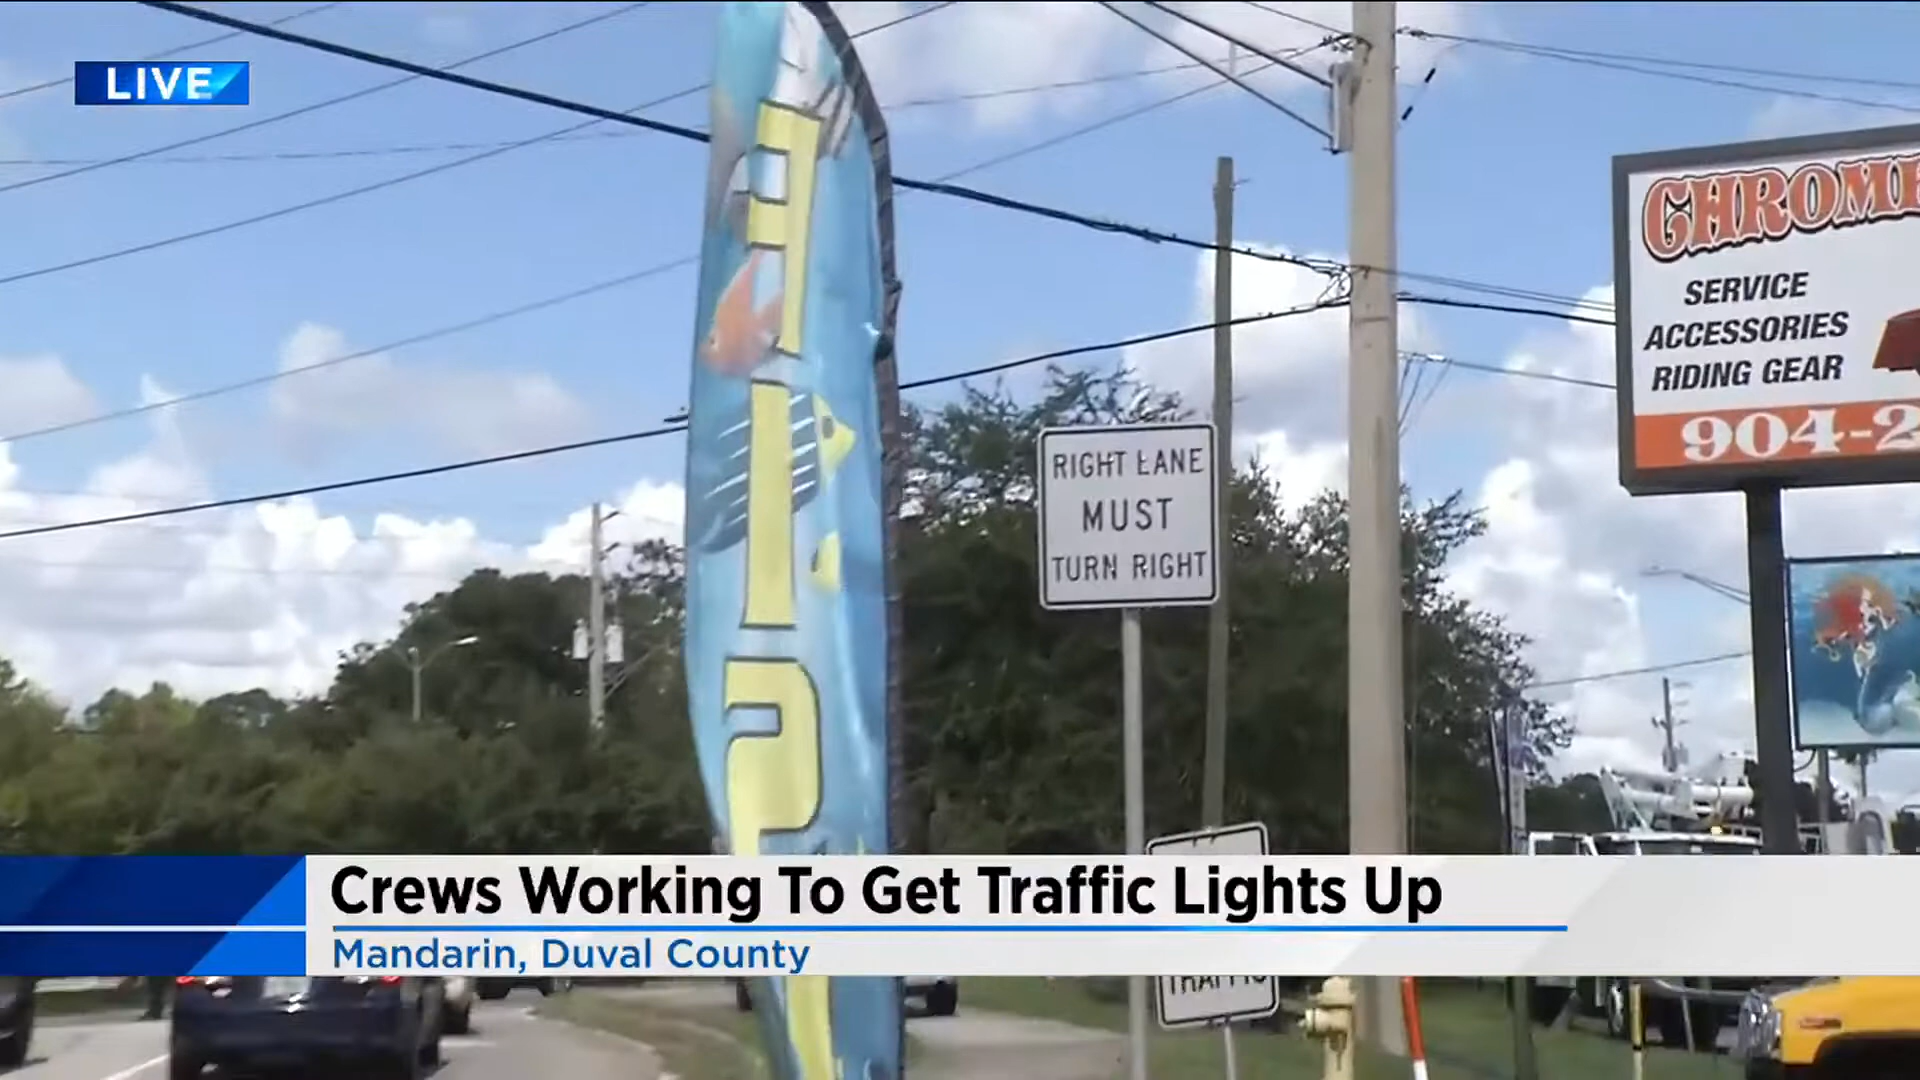 LIVE
CHROME
SERVICE
ACCESSORIES
RIDING GEAR
904-2
RIGHT LANE
MUST
TURN RIGHT
Crews Working To Get Traffic Lights Up
Mandarin, Duval County
TRAFFIC